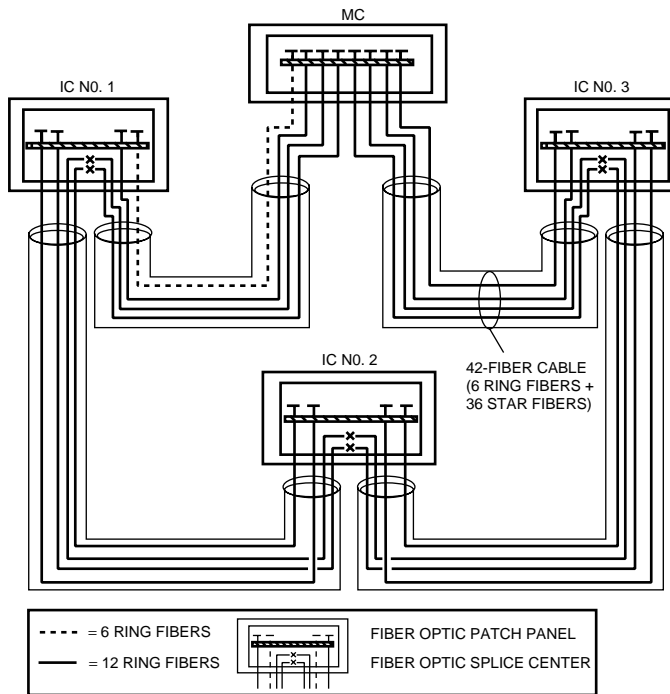 MC
IC N0. 1
IC N0. 3
42-FIBER CABLE
(6 RING FIBERS +
36 STAR FIBERS)
IC N0. 2
= 6 RING FIBERS
FIBER OPTIC PATCH PANEL
= 12 RING FIBERS
FIBER OPTIC SPLICE CENTER